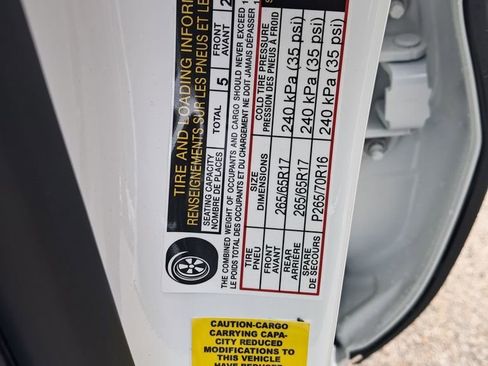 TIRE AND LOADING INFOR
RENSEIGNEMENTS SUR LES PNEUS ET LE
SEATING CAPACITY
NOMBRE DE PLACES
TOTAL 5
FRONT
AVANT 2
THE COMBINED WEIGHT OF OCCUPANTS AND CARGO SHOULD NEVER EXCEED
LE POIDS TOTAL DES OCCUPANTS ET DU CHARGEMENT NE DOIT JAMAIS DÉPASSER
TIRE
PNEU
SIZE
DIMENSIONS
COLD TIRE PRESSURE
PRESSION DES PNEUS À FROID
FRONT
AVANT
265/65R17
240 kPa (35 psi)
REAR
ARRIÈRE
265/65R17
240 kPa (35 psi)
SPARE
DE SECOURS
P265/70R16
240 kPa (35 psi)
CAUTION-CARGO
CARRYING CAPA-
CITY REDUCED
MODIFICATIONS TO
THIS VEHICLE
HAVE REDUCED